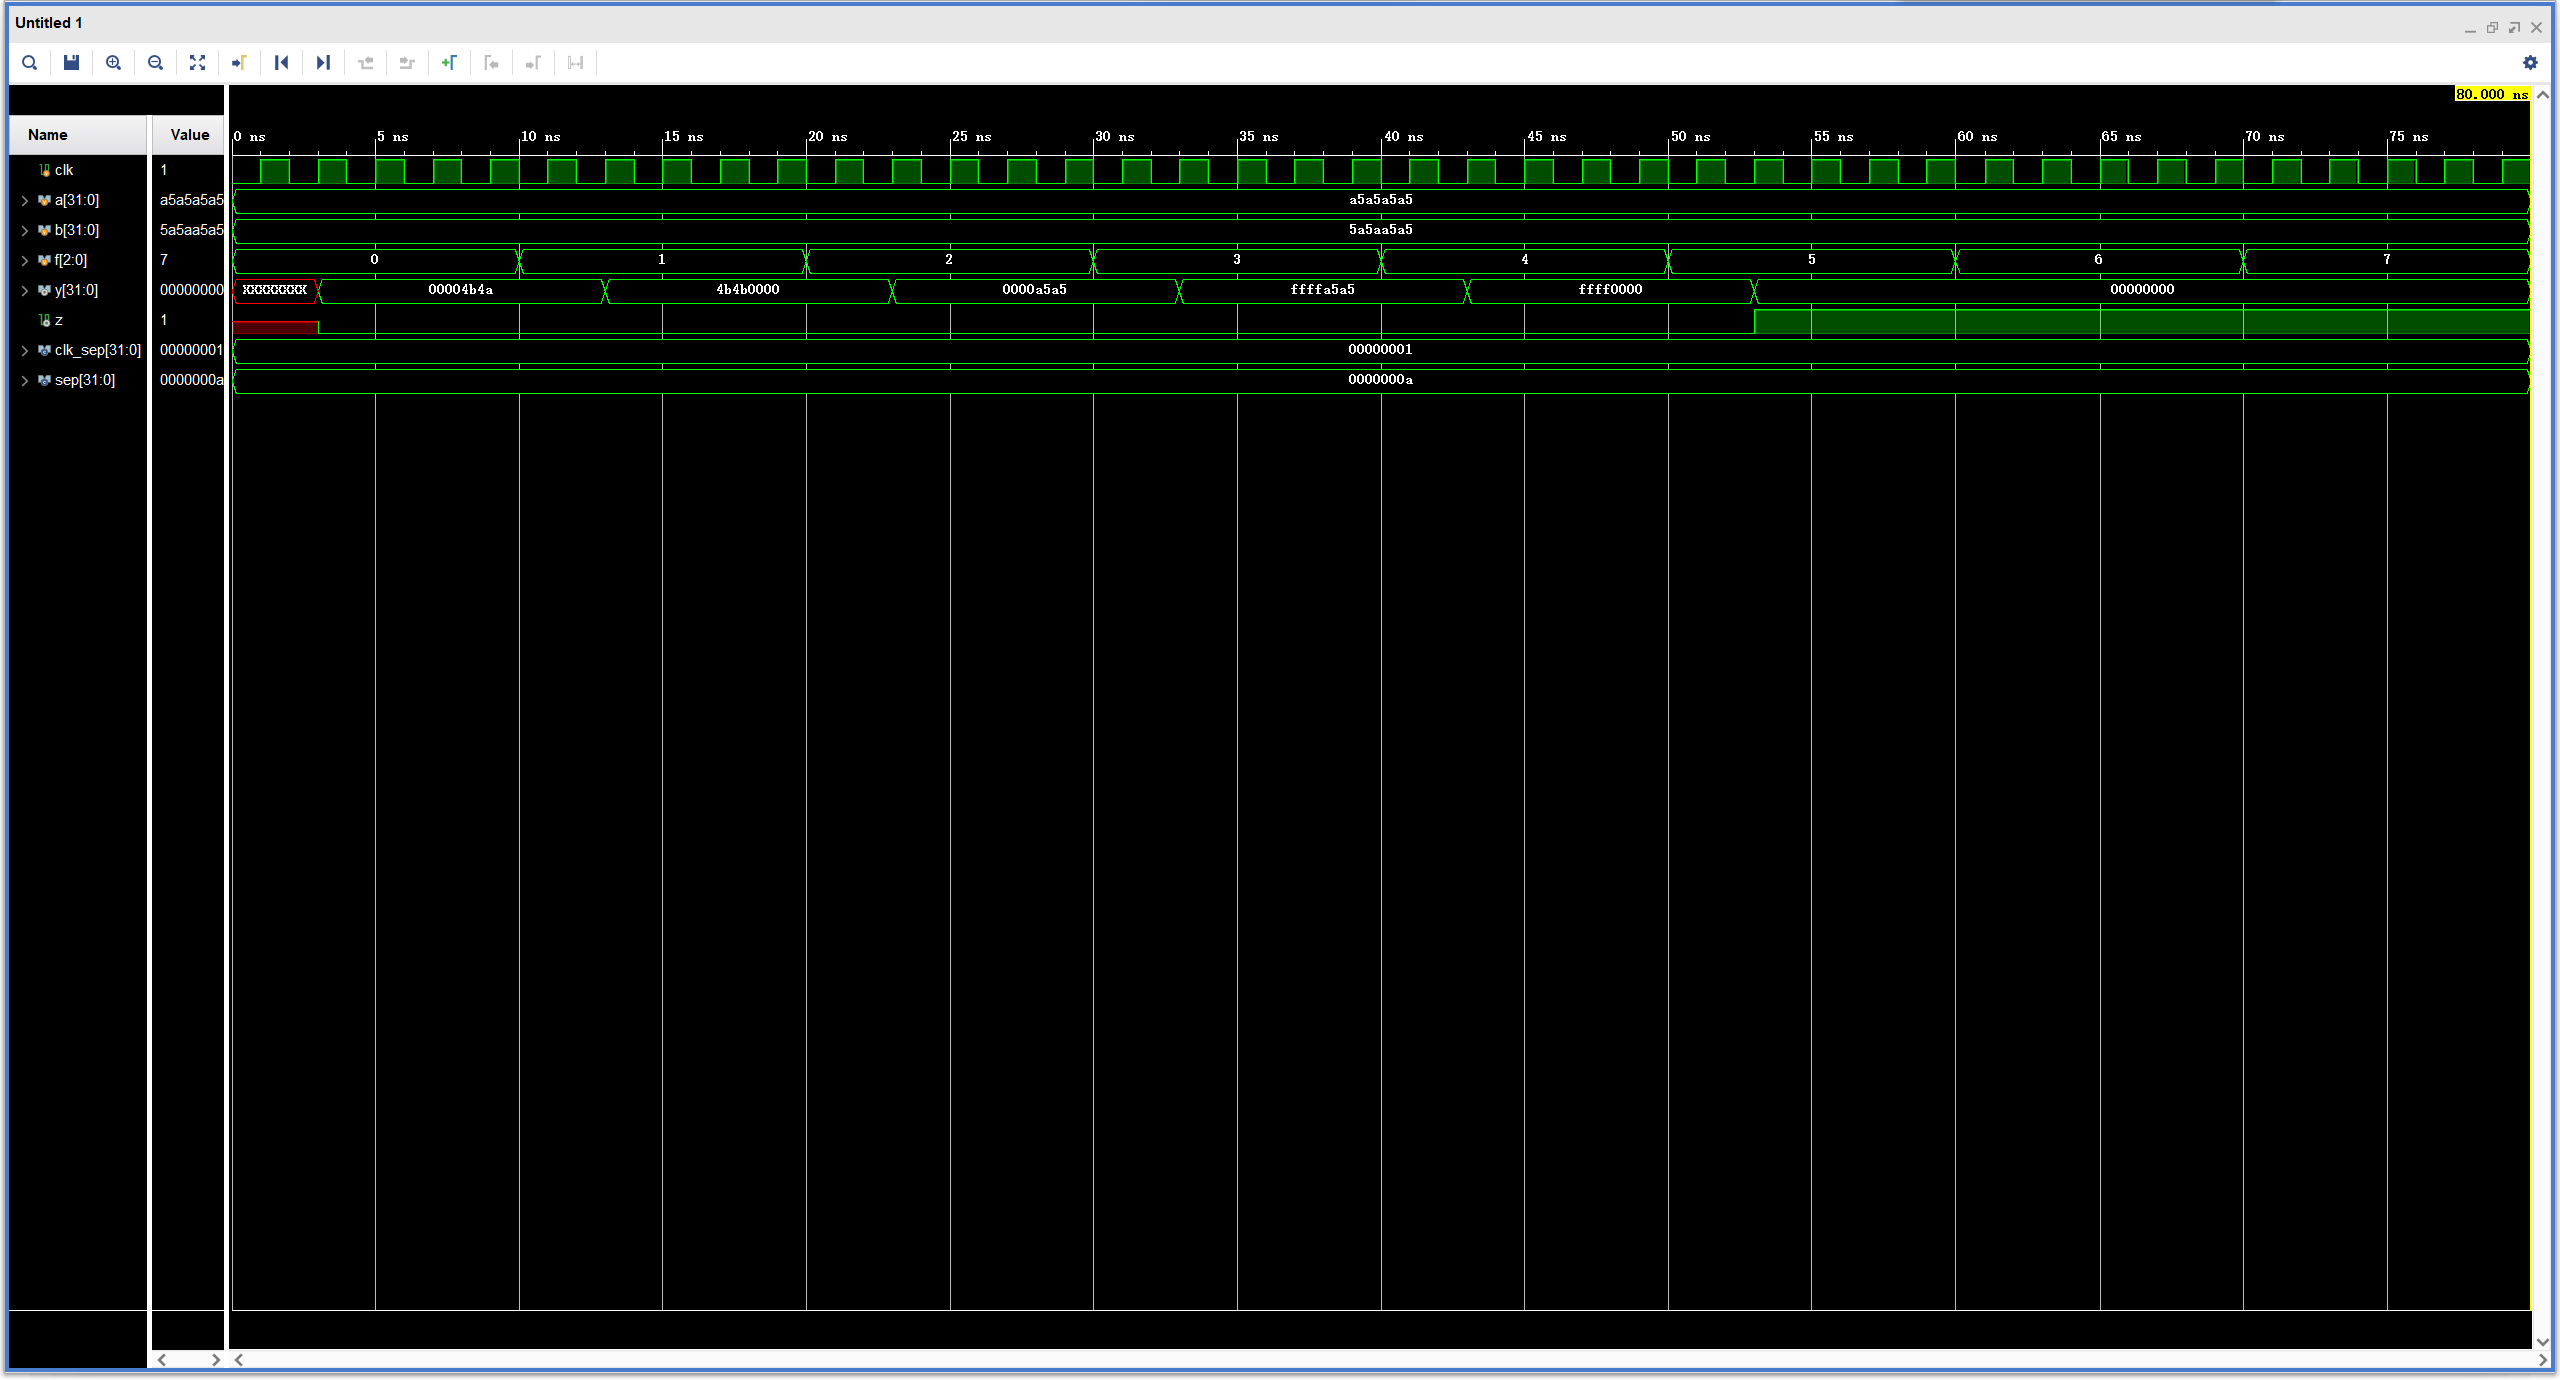 Untitled 1
80.000 ns
Name Value 0 ns 5 ns 10 ns 15 ns 20 ns 25 ns 30 ns 35 ns 40 ns 45 ns 50 ns 55 ns 60 ns 65 ns 70 ns 75 ns
clk 1
a[31:0] a5a5a5a5 a5a5a5a5
b[31:0] 5a5aa5a5 5a5aa5a5
f[2:0] 7 0 1 2 3 4 5 6 7
y[31:0] 00000000 XXXXXXXX 00004b4a 4b4b0000 0000a5a5 ffffa5a5 ffff0000 00000000
z 1
clk_sep[31:0] 00000001 00000001
sep[31:0] 0000000a 0000000a